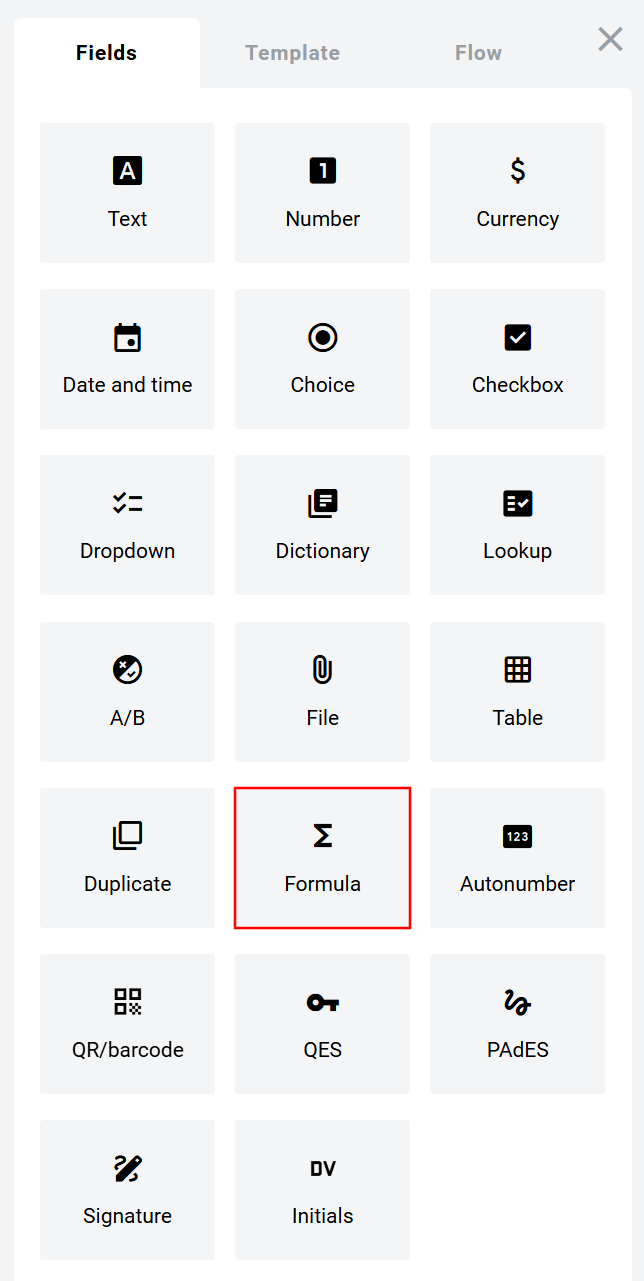 Fields Template Flow
A 1 $
Text Number Currency
Date and time Choice Checkbox
Dropdown Dictionary Lookup
A/B File Table
Σ 123
Duplicate Formula Autonumber
QR/barcode QES PAdES
DV
Signature Initials